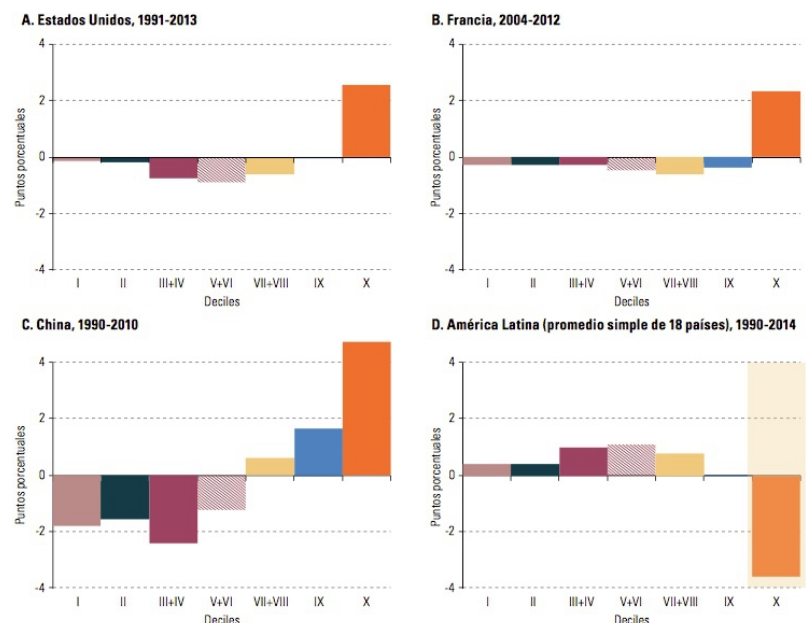 A. Estados Unidos, 1991-2013
4
2
0
-2
-4
Puntos porcentuales
I II III+IV V+VI VII+VIII IX X
Deciles
B. Francia, 2004-2012
4
2
0
-2
-4
Puntos porcentuales
I II III+IV V+VI VII+VIII IX X
Deciles
C. China, 1990-2010
4
2
0
-2
-4
Puntos porcentuales
I II III+IV V+VI VII+VIII IX X
Deciles
D. América Latina (promedio simple de 18 países), 1990-2014
4
2
0
-2
-4
Puntos porcentuales
I II III+IV V+VI VII+VIII IX X
Deciles